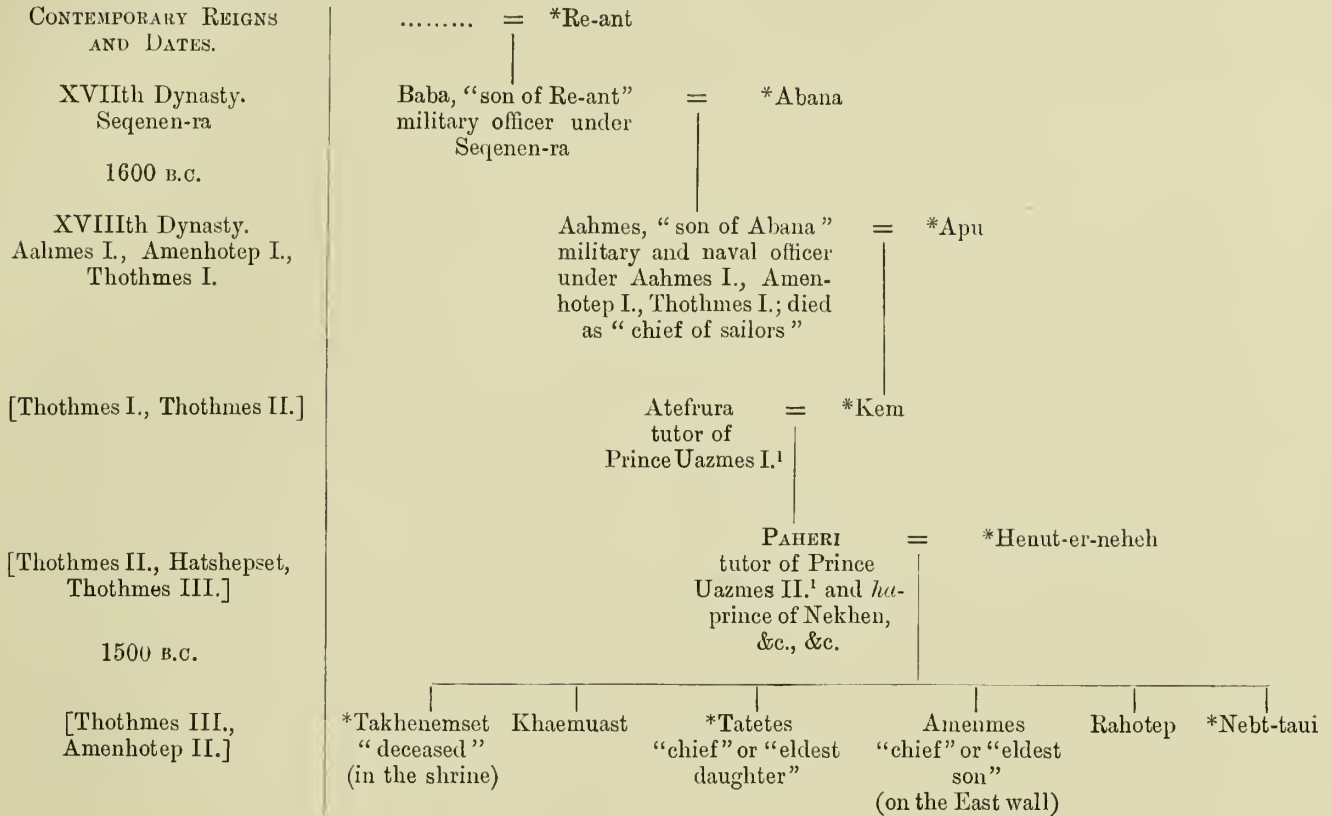 CONTEMPORARY REIGNS
AND DATES.
......... = *Re-ant
XVIIth Dynasty.
Seqenen-ra
1600 B.C.
Baba, “son of Re-ant” = *Abana
military officer under
Seqenen-ra
XVIIIth Dynasty.
Aahmes I., Amenhotep I.,
Thothmes I.
Aahmes, “son of Abana” = *Apu
military and naval officer
under Aahmes I., Amen-
hotep I., Thothmes I.; died
as “chief of sailors”
[Thothmes I., Thothmes II.]
Atefrura = *Kem
tutor of
Prince Uazmes I.¹
[Thothmes II., Hatshepset,
Thothmes III.]
1500 B.C.
PAHERI = *Henut-er-neheh
tutor of Prince
Uazmes II.¹ and ha-
prince of Nekhen,
&c., &c.
[Thothmes III.,
Amenhotep II.]
*Takhenemset
“deceased”
(in the shrine)
Khaemuast
*Tatetes
“chief” or “eldest
daughter”
Amenmes
“chief” or “eldest
son”
(on the East wall)
Rahotep
*Nebt-taui